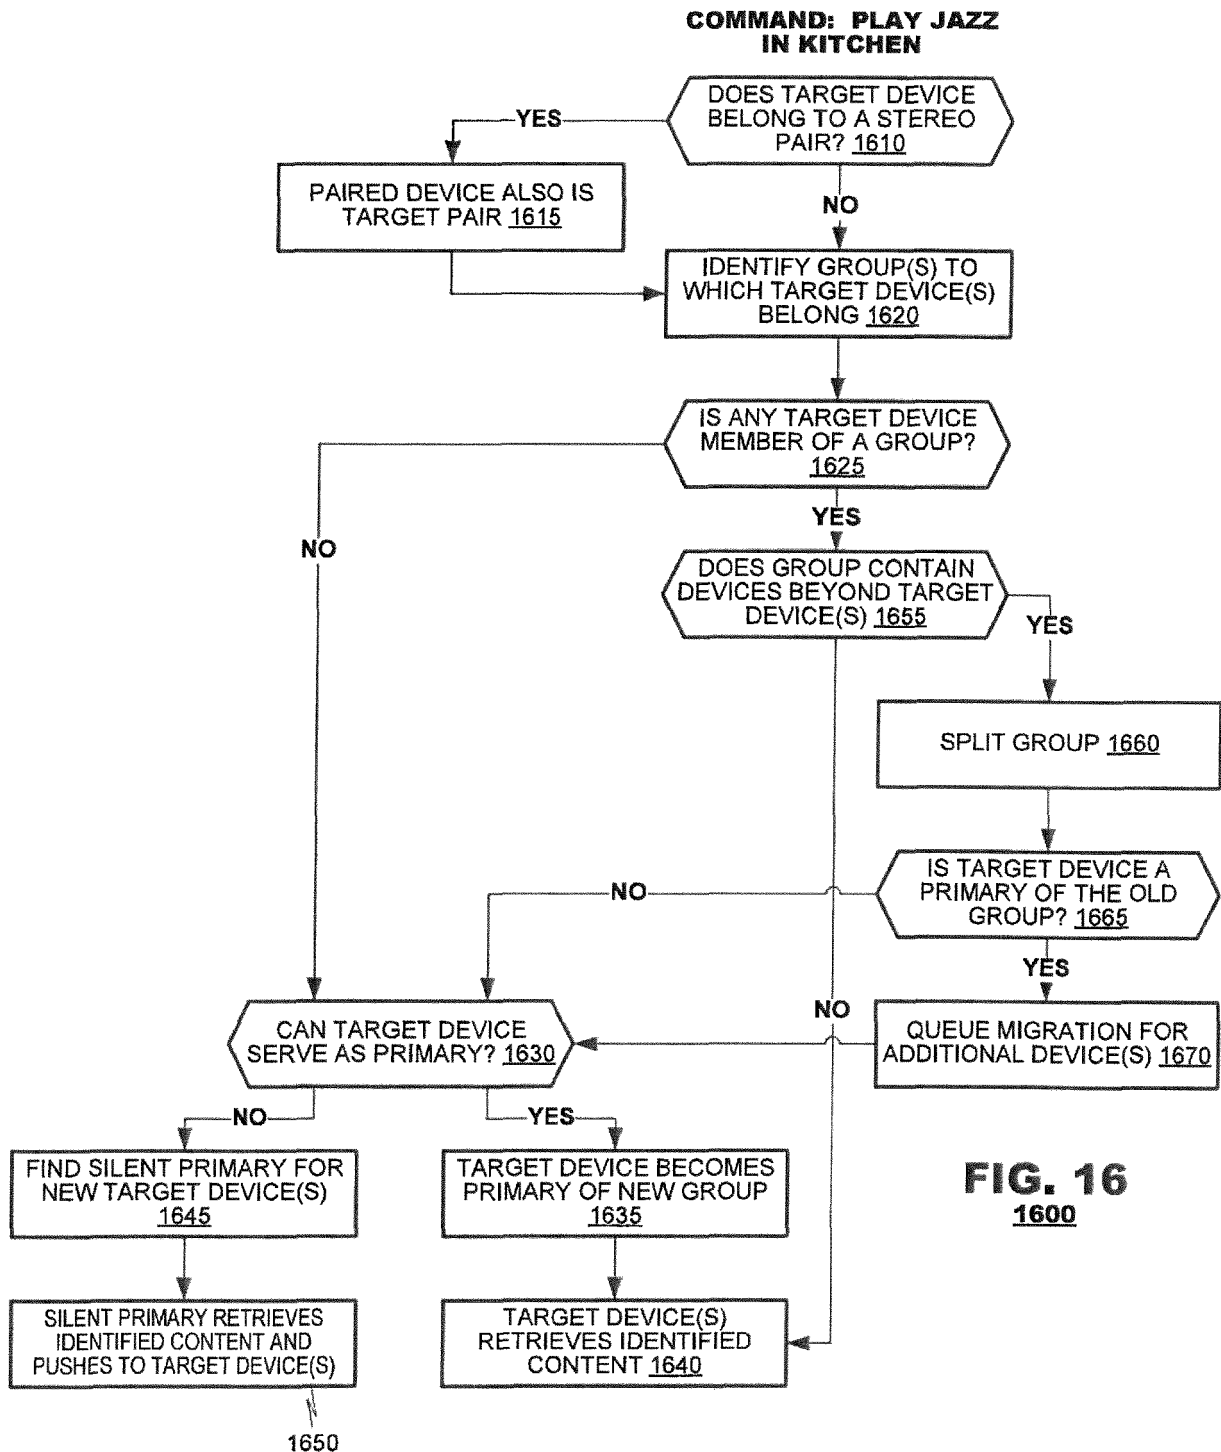 COMMAND: PLAY JAZZ
IN KITCHEN
DOES TARGET DEVICE
BELONG TO A STEREO
PAIR? 1610
YES
PAIRED DEVICE ALSO IS
TARGET PAIR 1615
NO
IDENTIFY GROUP(S) TO
WHICH TARGET DEVICE(S)
BELONG 1620
IS ANY TARGET DEVICE
MEMBER OF A GROUP?
1625
YES
NO
DOES GROUP CONTAIN
DEVICES BEYOND TARGET
DEVICE(S) 1655
YES
SPLIT GROUP 1660
IS TARGET DEVICE A
PRIMARY OF THE OLD
GROUP? 1665
NO
YES
NO
CAN TARGET DEVICE
SERVE AS PRIMARY? 1630
QUEUE MIGRATION FOR
ADDITIONAL DEVICE(S) 1670
NO
YES
FIND SILENT PRIMARY FOR
NEW TARGET DEVICE(S)
1645
TARGET DEVICE BECOMES
PRIMARY OF NEW GROUP
1635
FIG. 16
1600
SILENT PRIMARY RETRIEVES
IDENTIFIED CONTENT AND
PUSHES TO TARGET DEVICE(S)
TARGET DEVICE(S)
RETRIEVES IDENTIFIED
CONTENT 1640
1650